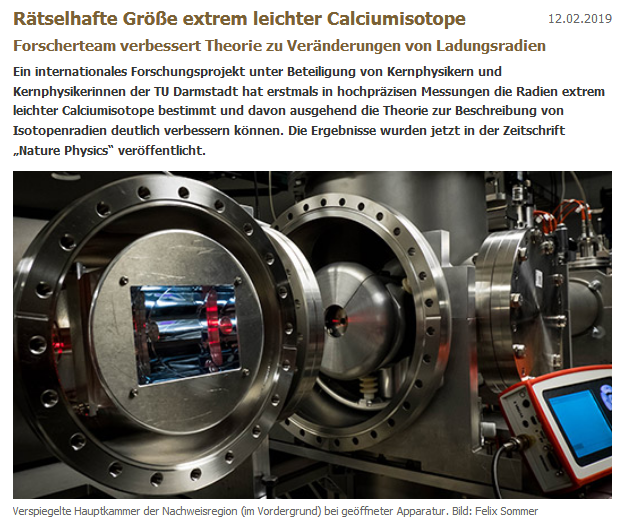 Rätselhafte Größe extrem leichter Calciumisotope
12.02.2019
Forscherteam verbessert Theorie zu Veränderungen von Ladungsradien
Ein internationales Forschungsprojekt unter Beteiligung von Kernphysikern und
Kernphysikerinnen der TU Darmstadt hat erstmals in hochpräzisen Messungen die Radien extrem
leichter Calciumisotope bestimmt und davon ausgehend die Theorie zur Beschreibung von
Isotopenradien deutlich verbessern können. Die Ergebnisse wurden jetzt in der Zeitschrift
„Nature Physics“ veröffentlicht.
Verspiegelte Hauptkammer der Nachweisregion (im Vordergrund) bei geöffneter Apparatur. Bild: Felix Sommer